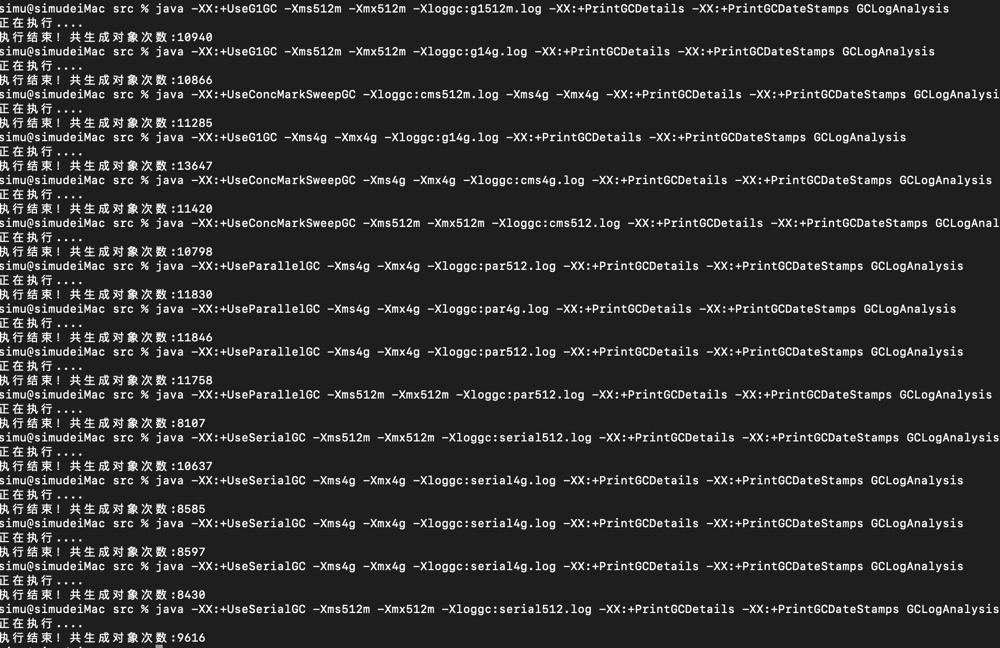 simu@simudeiMac src % java -XX:+UseG1GC -Xms512m -Xmx512m -Xloggc:g1512m.log -XX:+PrintGCDetails -XX:+PrintGCDateStamps GCLogAnalysis
正在执行....
执行结束！共生成对象次数:10940
simu@simudeiMac src % java -XX:+UseG1GC -Xms512m -Xmx512m -Xloggc:g14g.log -XX:+PrintGCDetails -XX:+PrintGCDateStamps GCLogAnalysis
正在执行....
执行结束！共生成对象次数:10866
simu@simudeiMac src % java -XX:+UseConcMarkSweepGC -Xloggc:cms512m.log -Xms4g -Xmx4g -XX:+PrintGCDetails -XX:+PrintGCDateStamps GCLogAnalysis
正在执行....
执行结束！共生成对象次数:11285
simu@simudeiMac src % java -XX:+UseG1GC -Xms4g -Xmx4g -Xloggc:g14g.log -XX:+PrintGCDetails -XX:+PrintGCDateStamps GCLogAnalysis
正在执行....
执行结束！共生成对象次数:13647
simu@simudeiMac src % java -XX:+UseConcMarkSweepGC -Xms4g -Xmx4g -Xloggc:cms4g.log -XX:+PrintGCDetails -XX:+PrintGCDateStamps GCLogAnalysis
正在执行....
执行结束！共生成对象次数:11420
simu@simudeiMac src % java -XX:+UseConcMarkSweepGC -Xms512m -Xmx512m -Xloggc:cms512.log -XX:+PrintGCDetails -XX:+PrintGCDateStamps GCLogAnal
正在执行....
执行结束！共生成对象次数:10798
simu@simudeiMac src % java -XX:+UseParallelGC -Xms4g -Xmx4g -Xloggc:par512.log -XX:+PrintGCDetails -XX:+PrintGCDateStamps GCLogAnalysis
正在执行....
执行结束！共生成对象次数:11830
simu@simudeiMac src % java -XX:+UseParallelGC -Xms4g -Xmx4g -Xloggc:par4g.log -XX:+PrintGCDetails -XX:+PrintGCDateStamps GCLogAnalysis
正在执行....
执行结束！共生成对象次数:11846
simu@simudeiMac src % java -XX:+UseParallelGC -Xms4g -Xmx4g -Xloggc:par512.log -XX:+PrintGCDetails -XX:+PrintGCDateStamps GCLogAnalysis
正在执行....
执行结束！共生成对象次数:11758
simu@simudeiMac src % java -XX:+UseParallelGC -Xms512m -Xmx512m -Xloggc:par512.log -XX:+PrintGCDetails -XX:+PrintGCDateStamps GCLogAnalysis
正在执行....
执行结束！共生成对象次数:8107
simu@simudeiMac src % java -XX:+UseSerialGC -Xms512m -Xmx512m -Xloggc:serial512.log -XX:+PrintGCDetails -XX:+PrintGCDateStamps GCLogAnalysis
正在执行....
执行结束！共生成对象次数:10637
simu@simudeiMac src % java -XX:+UseSerialGC -Xms4g -Xmx4g -Xloggc:serial4g.log -XX:+PrintGCDetails -XX:+PrintGCDateStamps GCLogAnalysis
正在执行....
执行结束！共生成对象次数:8585
simu@simudeiMac src % java -XX:+UseSerialGC -Xms4g -Xmx4g -Xloggc:serial4g.log -XX:+PrintGCDetails -XX:+PrintGCDateStamps GCLogAnalysis
正在执行....
执行结束！共生成对象次数:8597
simu@simudeiMac src % java -XX:+UseSerialGC -Xms4g -Xmx4g -Xloggc:serial4g.log -XX:+PrintGCDetails -XX:+PrintGCDateStamps GCLogAnalysis
正在执行....
执行结束！共生成对象次数:8430
simu@simudeiMac src % java -XX:+UseSerialGC -Xms512m -Xmx512m -Xloggc:serial512.log -XX:+PrintGCDetails -XX:+PrintGCDateStamps GCLogAnalysis
正在执行....
执行结束！共生成对象次数:9616